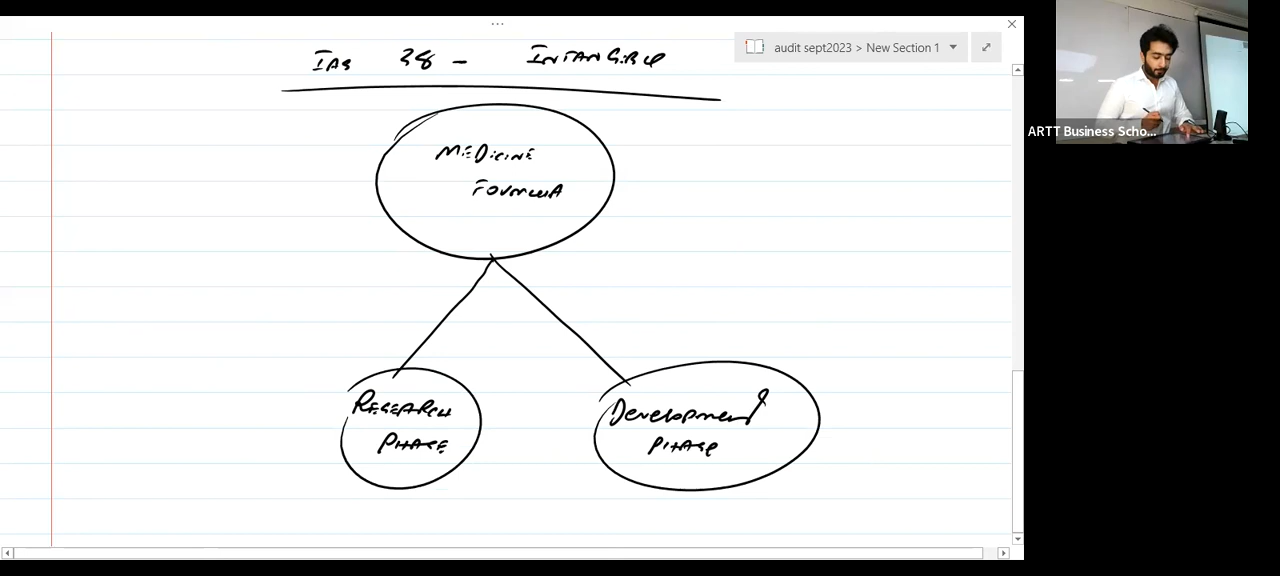 ...
audit sept2023 > New Section 1
IAS 38 - INTANGIBLE
MEDICINE
FORMULA
RESEARCH
PHASE
Development
PHASE
ARTT Business Scho...